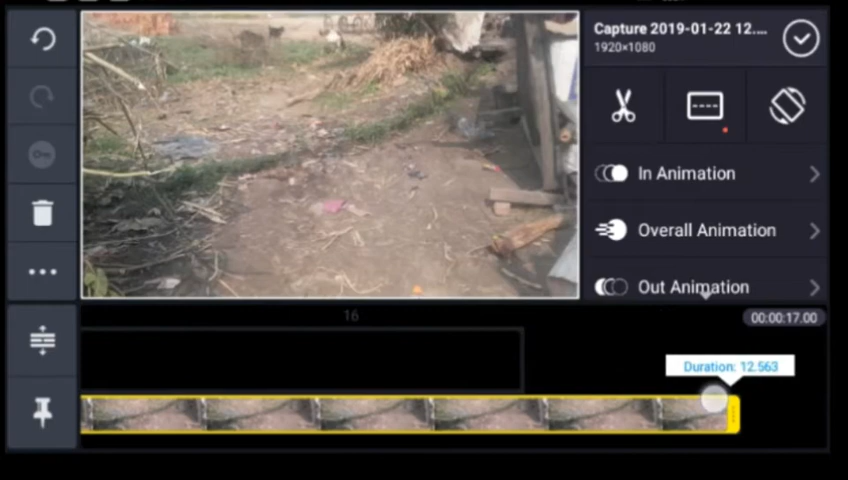 Capture 2019-01-22 12....
1920×1080
In Animation
Overall Animation
Out Animation
16
00:00:17.00
Duration: 12.563